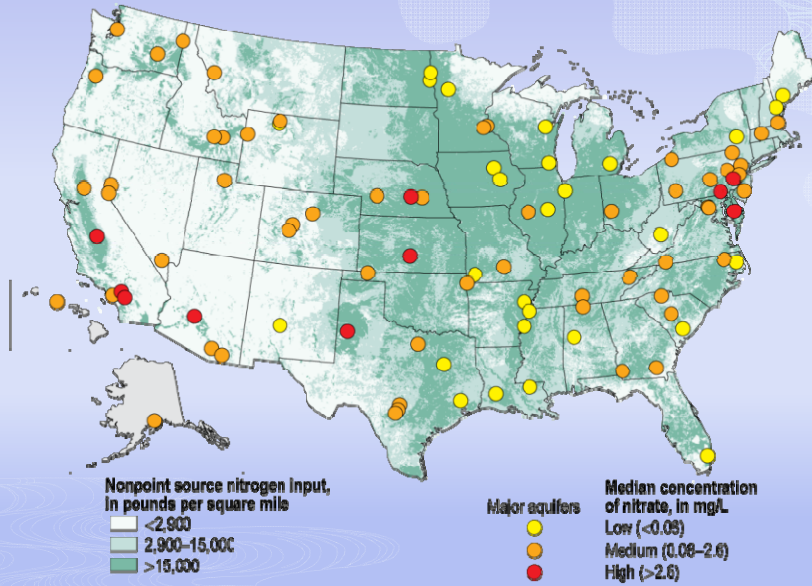 Nonpoint source nitrogen input,
in pounds per square mile
<2,900
2,900–15,000
>15,000
Major aquifers
Median concentration
of nitrate, in mg/L
Low (<0.08)
Medium (0.08–2.6)
High (>2.6)